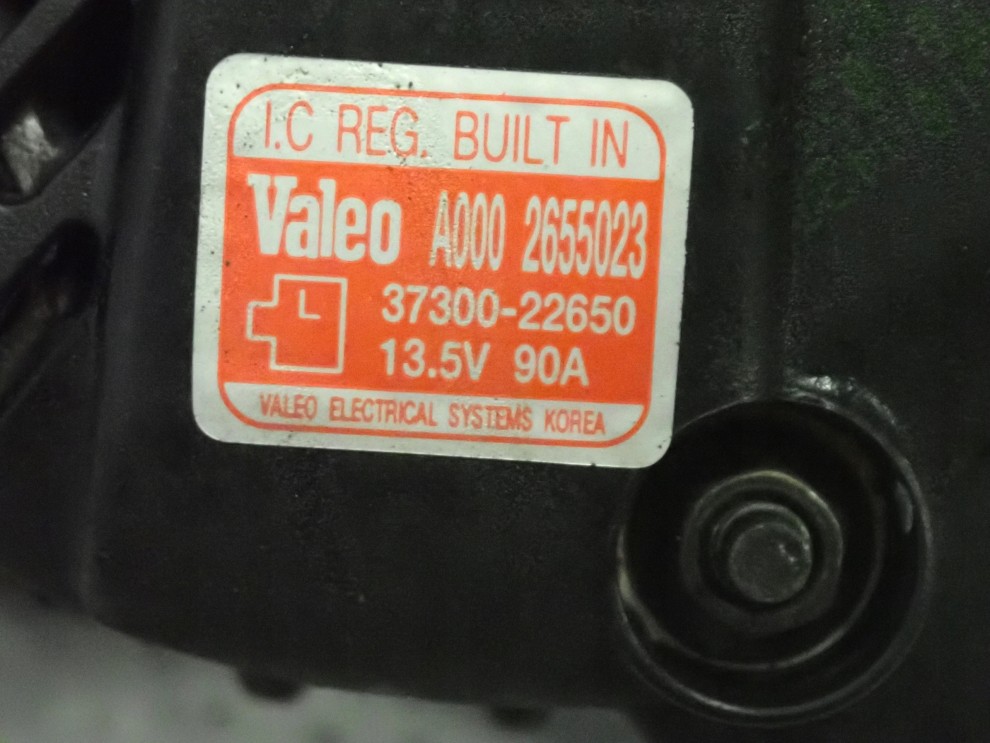 I.C REG. BUILT IN
Valeo A000 2655023
L
37300-22650
13.5V 90A
VALEO ELECTRICAL SYSTEMS KOREA